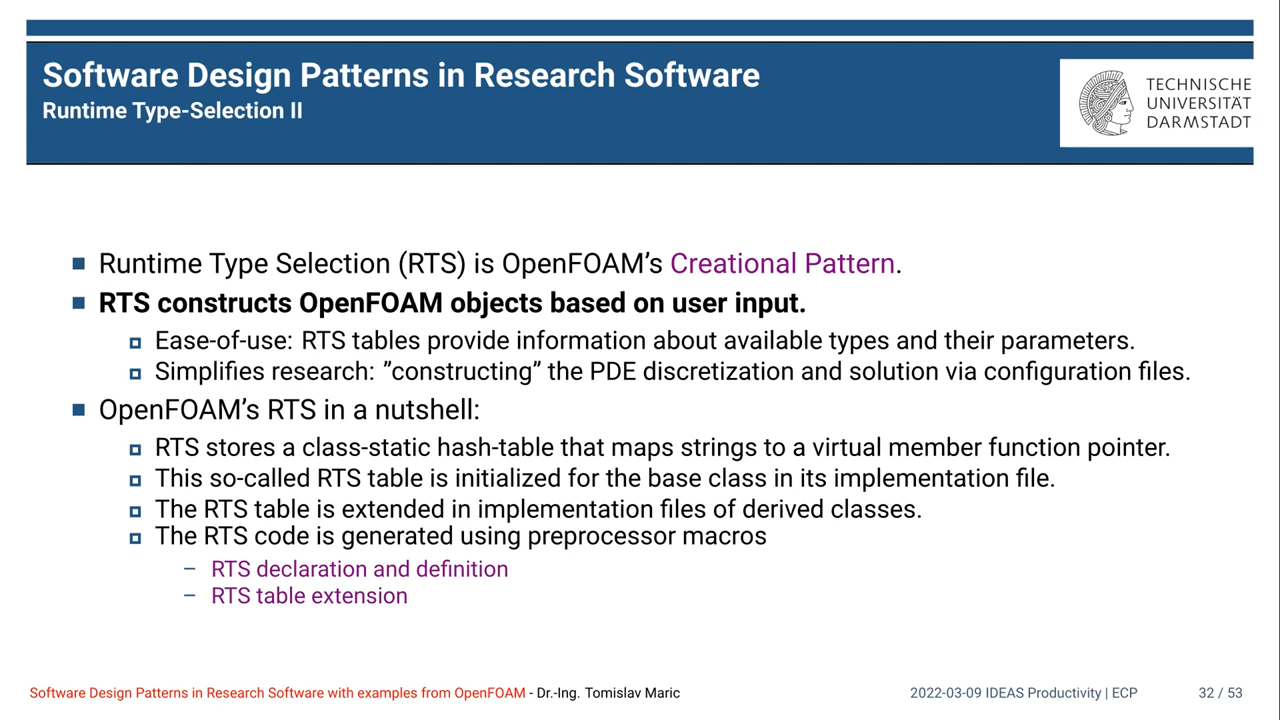 Software Design Patterns in Research Software
Runtime Type-Selection II
TECHNISCHE
UNIVERSITÄT
DARMSTADT
Runtime Type Selection (RTS) is OpenFOAM’s Creational Pattern.
RTS constructs OpenFOAM objects based on user input.
Ease-of-use: RTS tables provide information about available types and their parameters.
Simplifies research: ”constructing” the PDE discretization and solution via configuration files.
OpenFOAM’s RTS in a nutshell:
RTS stores a class-static hash-table that maps strings to a virtual member function pointer.
This so-called RTS table is initialized for the base class in its implementation file.
The RTS table is extended in implementation files of derived classes.
The RTS code is generated using preprocessor macros
– RTS declaration and definition
– RTS table extension
Software Design Patterns in Research Software with examples from OpenFOAM - Dr.-Ing. Tomislav Maric
2022-03-09 IDEAS Productivity | ECP
32 / 53